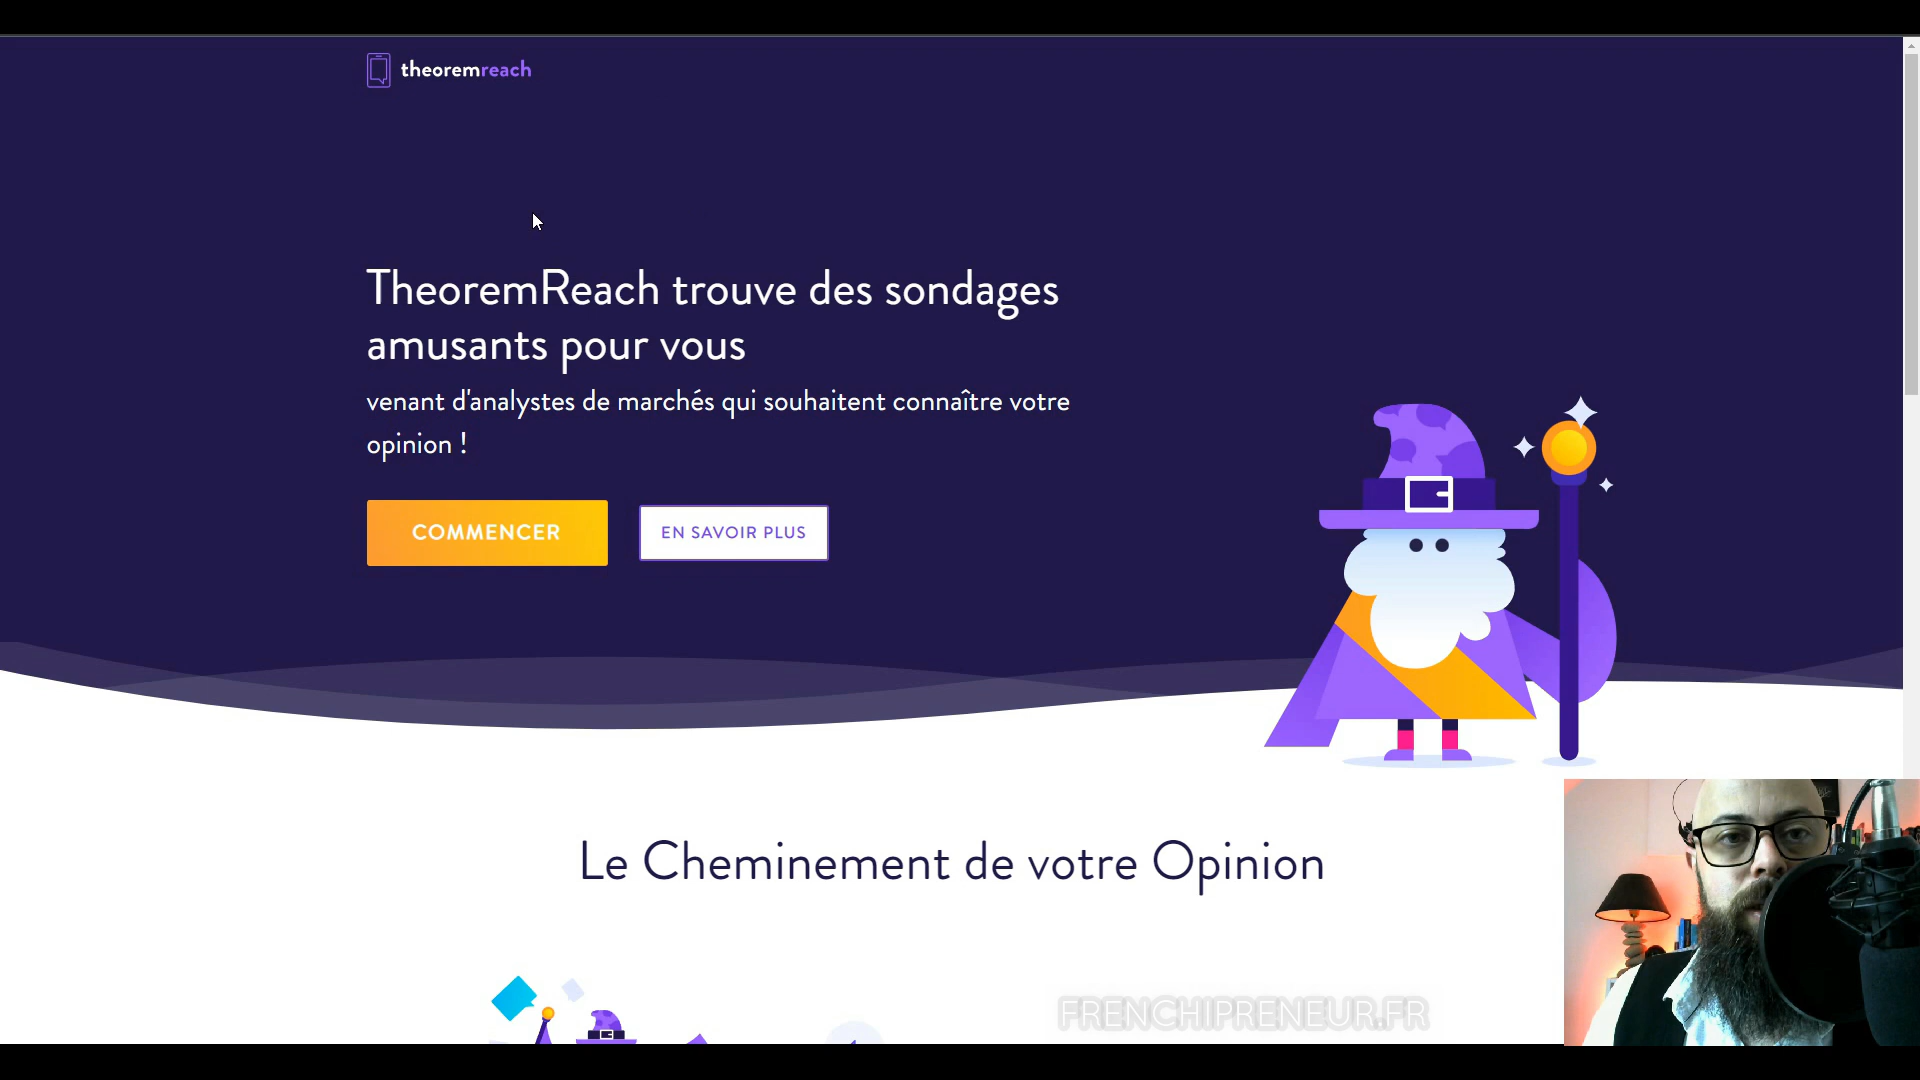 theoremreach
TheoremReach trouve des sondages
amusants pour vous
venant d'analystes de marchés qui souhaitent connaître votre
opinion !
COMMENCER
EN SAVOIR PLUS
Le Cheminement de votre Opinion
FRENCHIPRENEUR.FR